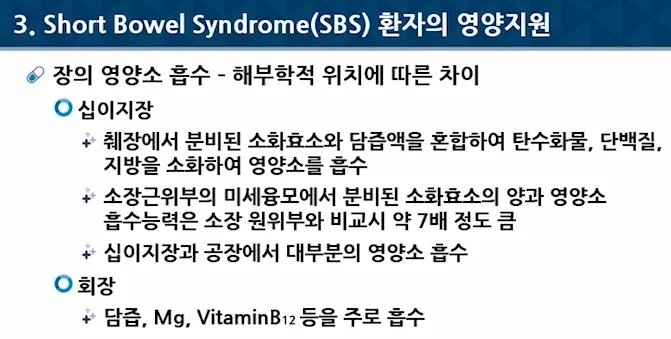 3. Short Bowel Syndrome(SBS) 환자의 영양지원
장의 영양소 흡수 - 해부학적 위치에 따른 차이
십이지장
췌장에서 분비된 소화효소와 담즙액을 혼합하여 탄수화물, 단백질,
지방을 소화하여 영양소를 흡수
소장근위부의 미세융모에서 분비된 소화효소의 양과 영양소
흡수능력은 소장 원위부와 비교시 약 7배 정도 큼
십이지장과 공장에서 대부분의 영양소 흡수
회장
담즙, Mg, VitaminB₁₂ 등을 주로 흡수